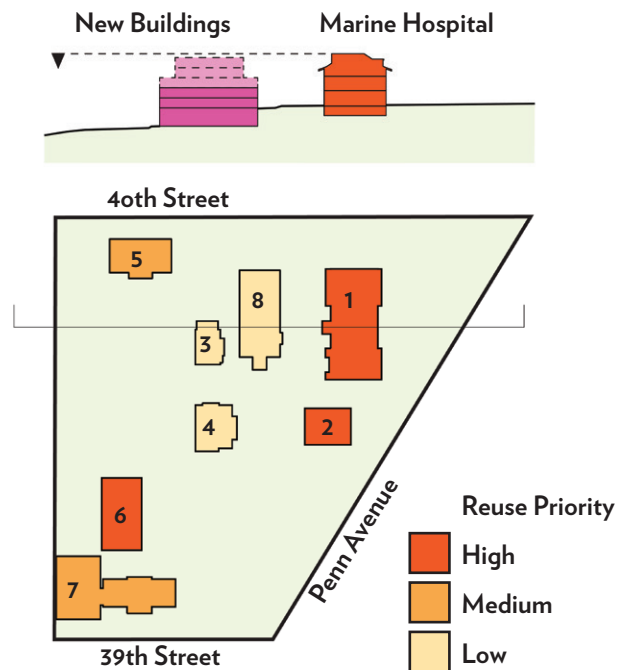 New Buildings
Marine Hospital
40th Street
5
8
1
3
4
2
6
7
Penn Avenue
39th Street
Reuse Priority
High
Medium
Low